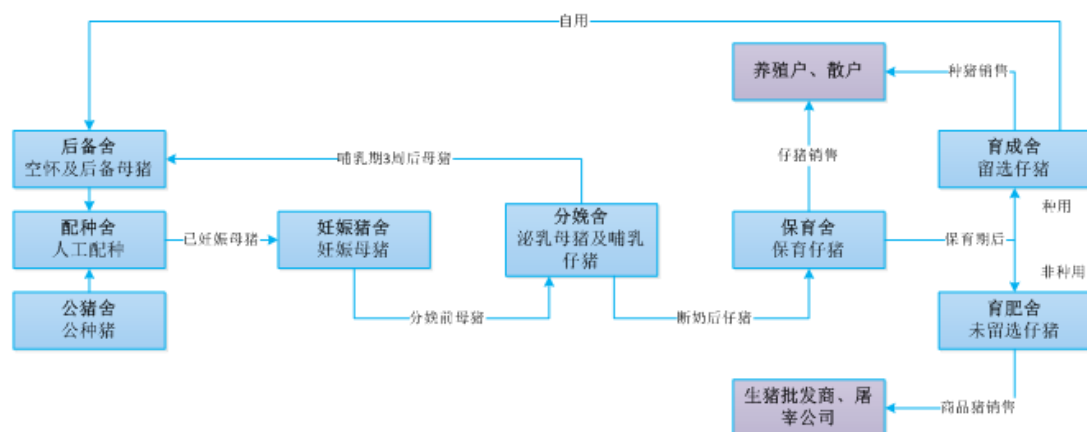 自用
养殖户、散户
种猪销售
后备舍
空怀及后备母猪
哺乳期3周后母猪
仔猪销售
育成舍
留选仔猪
种用
配种舍
人工配种
已妊娠母猪
妊娠猪舍
妊娠母猪
分娩舍
泌乳母猪及哺乳
仔猪
保育舍
保育仔猪
保育期后
非种用
公猪舍
公种猪
分娩前母猪
断奶后仔猪
育肥舍
未留选仔猪
生猪批发商、屠
宰公司
商品猪销售